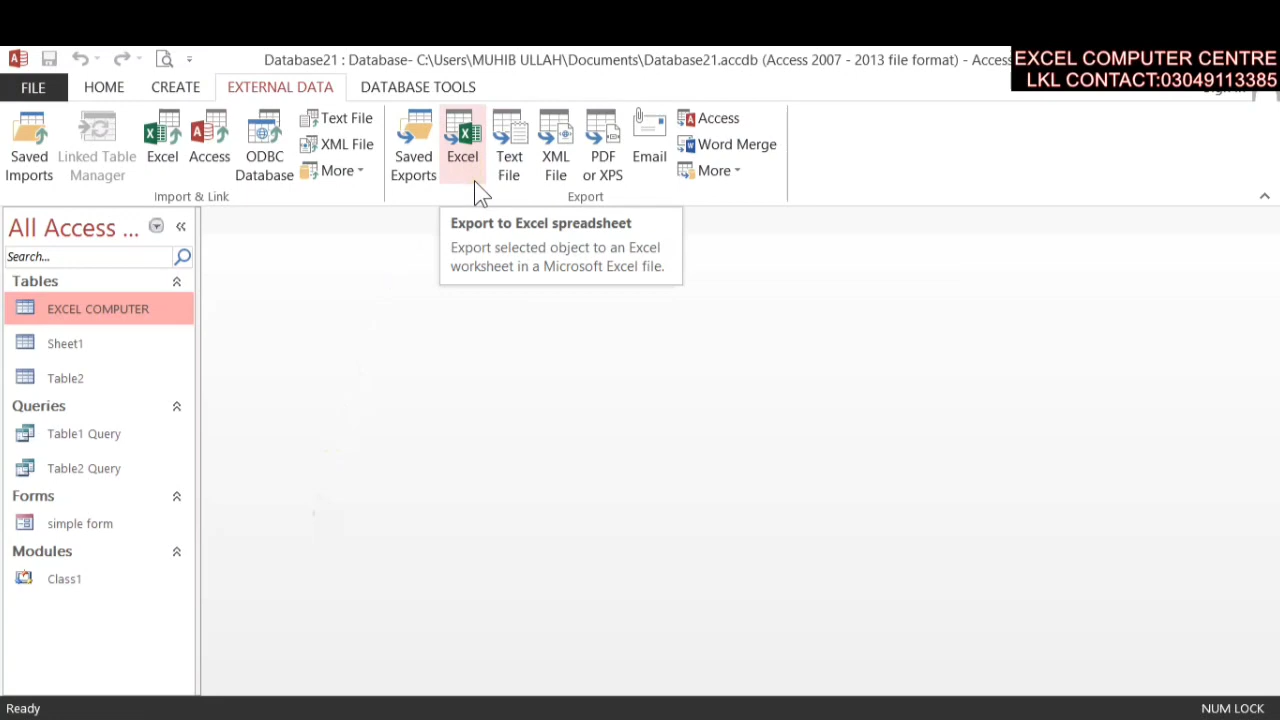 Database21 : Database- C:\Users\MUHIB ULLAH\Documents\Database21.accdb (Access 2007 - 2013 file format) - Access
EXCEL COMPUTER CENTRE
LKL CONTACT:03049113385
FILE HOME CREATE EXTERNAL DATA DATABASE TOOLS
Saved Imports
Linked Table Manager
Excel
Access
ODBC Database
Text File
XML File
More
Import & Link
Saved Exports
Excel
Text File
XML File
PDF or XPS
Email
Access
Word Merge
More
Export
Export to Excel spreadsheet
Export selected object to an Excel
worksheet in a Microsoft Excel file.
All Access ...
Search...
Tables
EXCEL COMPUTER
Sheet1
Table2
Queries
Table1 Query
Table2 Query
Forms
simple form
Modules
Class1
Ready
NUM LOCK